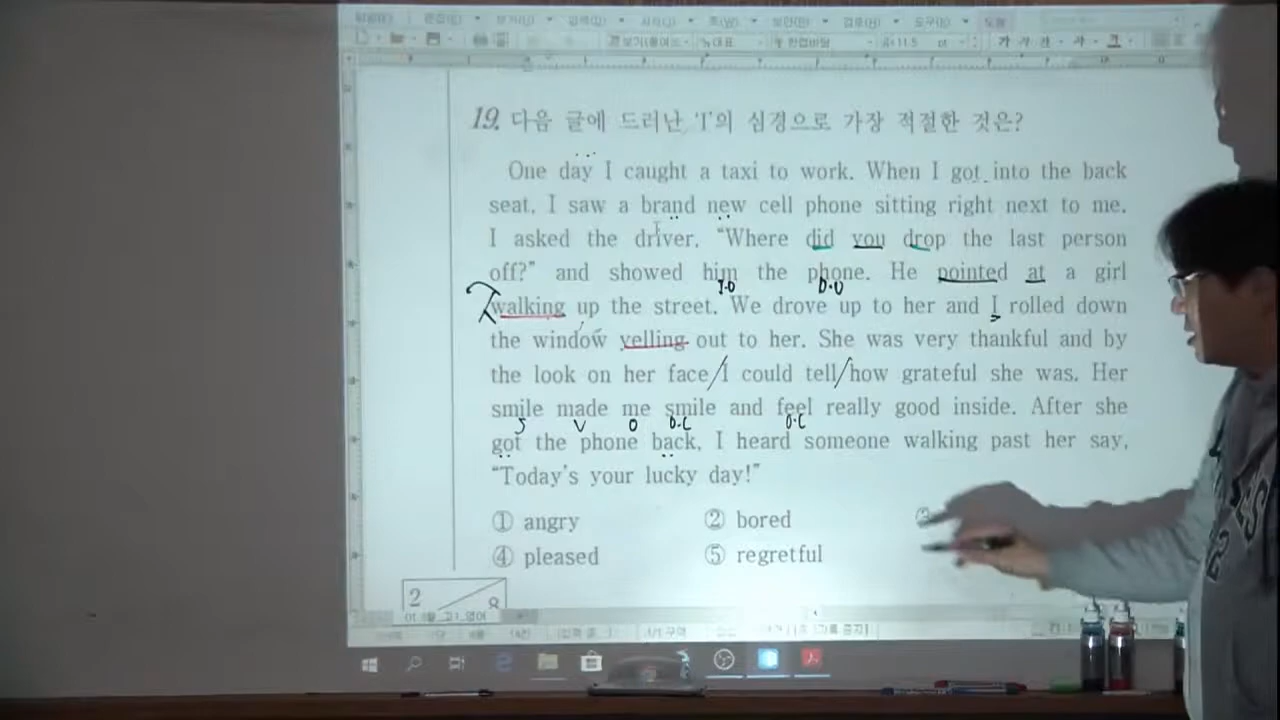 19. 다음 글에 드러난 'I'의 심경으로 가장 적절한 것은?
One day I caught a taxi to work. When I got into the back
seat, I saw a brand new cell phone sitting right next to me.
I asked the driver, “Where did you drop the last person
off?” and showed him the phone. He pointed at a girl
I·O D·O
walking up the street. We drove up to her and I rolled down
the window yelling out to her. She was very thankful and by
the look on her face/I could tell/how grateful she was. Her
smile made me smile and feel really good inside. After she
S V O O·C O·C
got the phone back, I heard someone walking past her say,
“Today's your lucky day!”
① angry ② bored
④ pleased ⑤ regretful
2 8